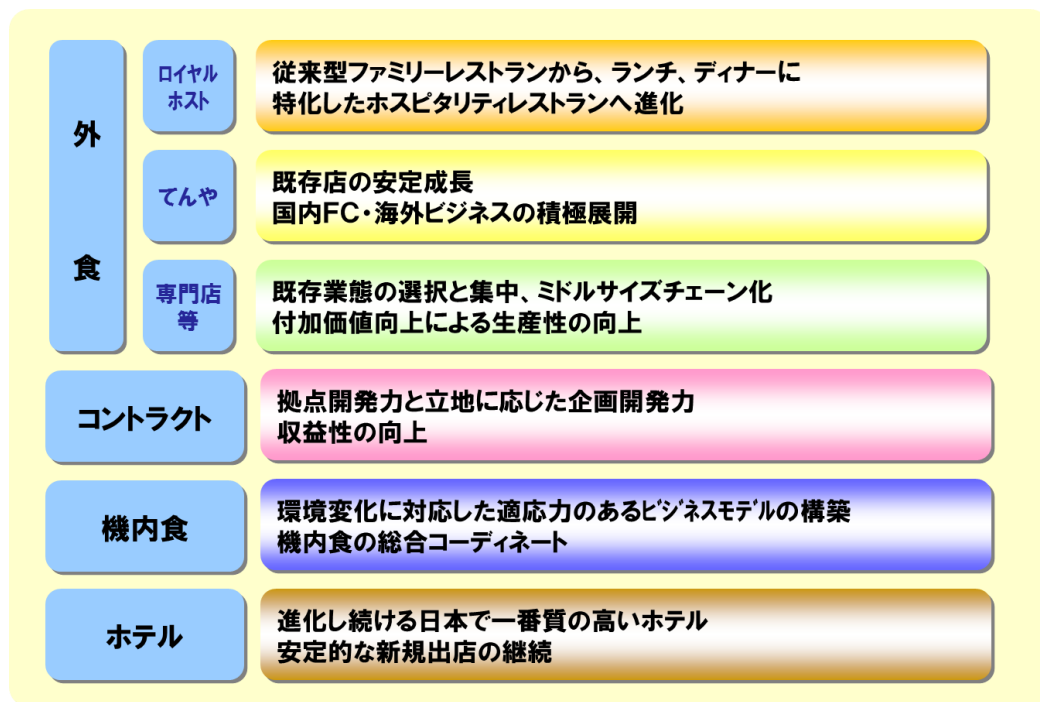 外食
ロイヤル
ホスト
従来型ファミリーレストランから、ランチ、ディナーに
特化したホスピタリティレストランへ進化
てんや
既存店の安定成長
国内FC・海外ビジネスの積極展開
専門店
等
既存業態の選択と集中、ミドルサイズチェーン化
付加価値向上による生産性の向上
コントラクト
拠点開発力と立地に応じた企画開発力
収益性の向上
機内食
環境変化に対応した適応力のあるビジネスモデルの構築
機内食の総合コーディネート
ホテル
進化し続ける日本で一番質の高いホテル
安定的な新規出店の継続